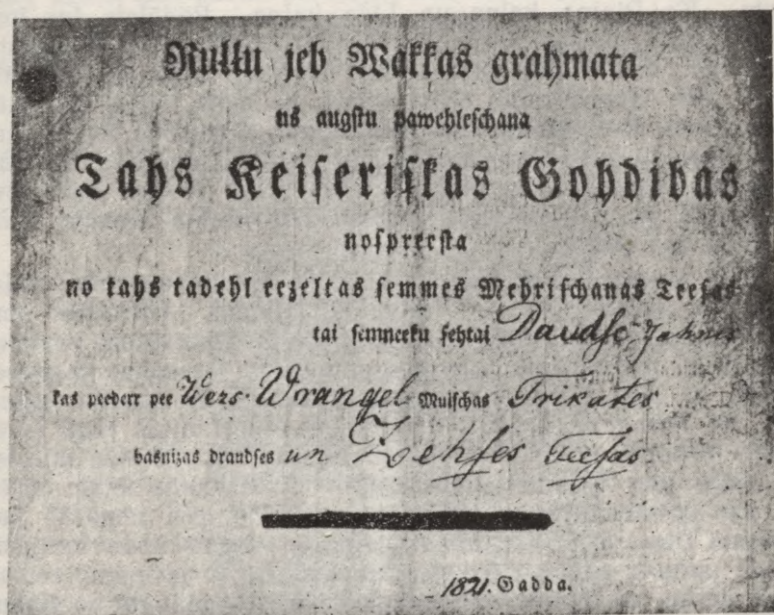 Rullu jeb Wakkas grahmata
us augstu pawehleschana
Tahs Keiseriskas Gohdibas
nospreesta
no tahs tadehl eezeltas semmes Mehrischanas Teesas
tai semneeku sehtai Daudse Jahnis
kas peederr pee Wezs-Wrangel Muischas Trikates
basnizas draudses un Zehses teesas
1821. Gadda.